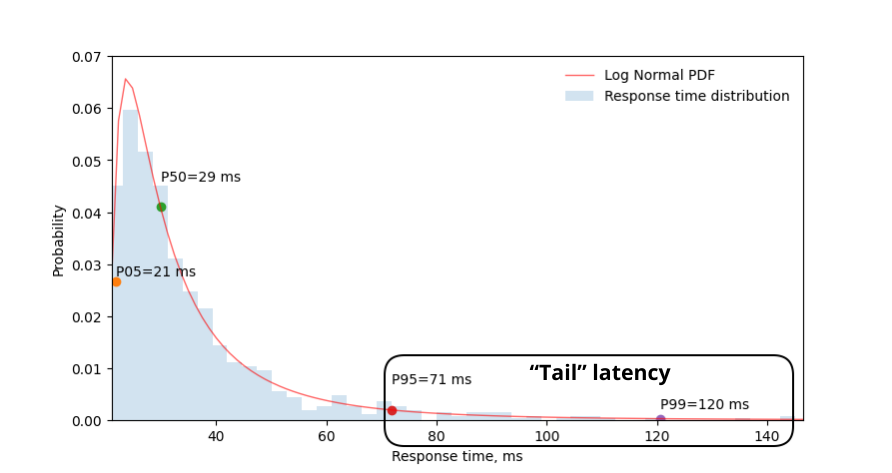 0.07
0.06
0.05
0.04
0.03
0.02
0.01
0.00
Probability
Log Normal PDF
Response time distribution
P50=29 ms
P05=21 ms
“Tail” latency
P95=71 ms
P99=120 ms
40 60 80 100 120 140
Response time, ms